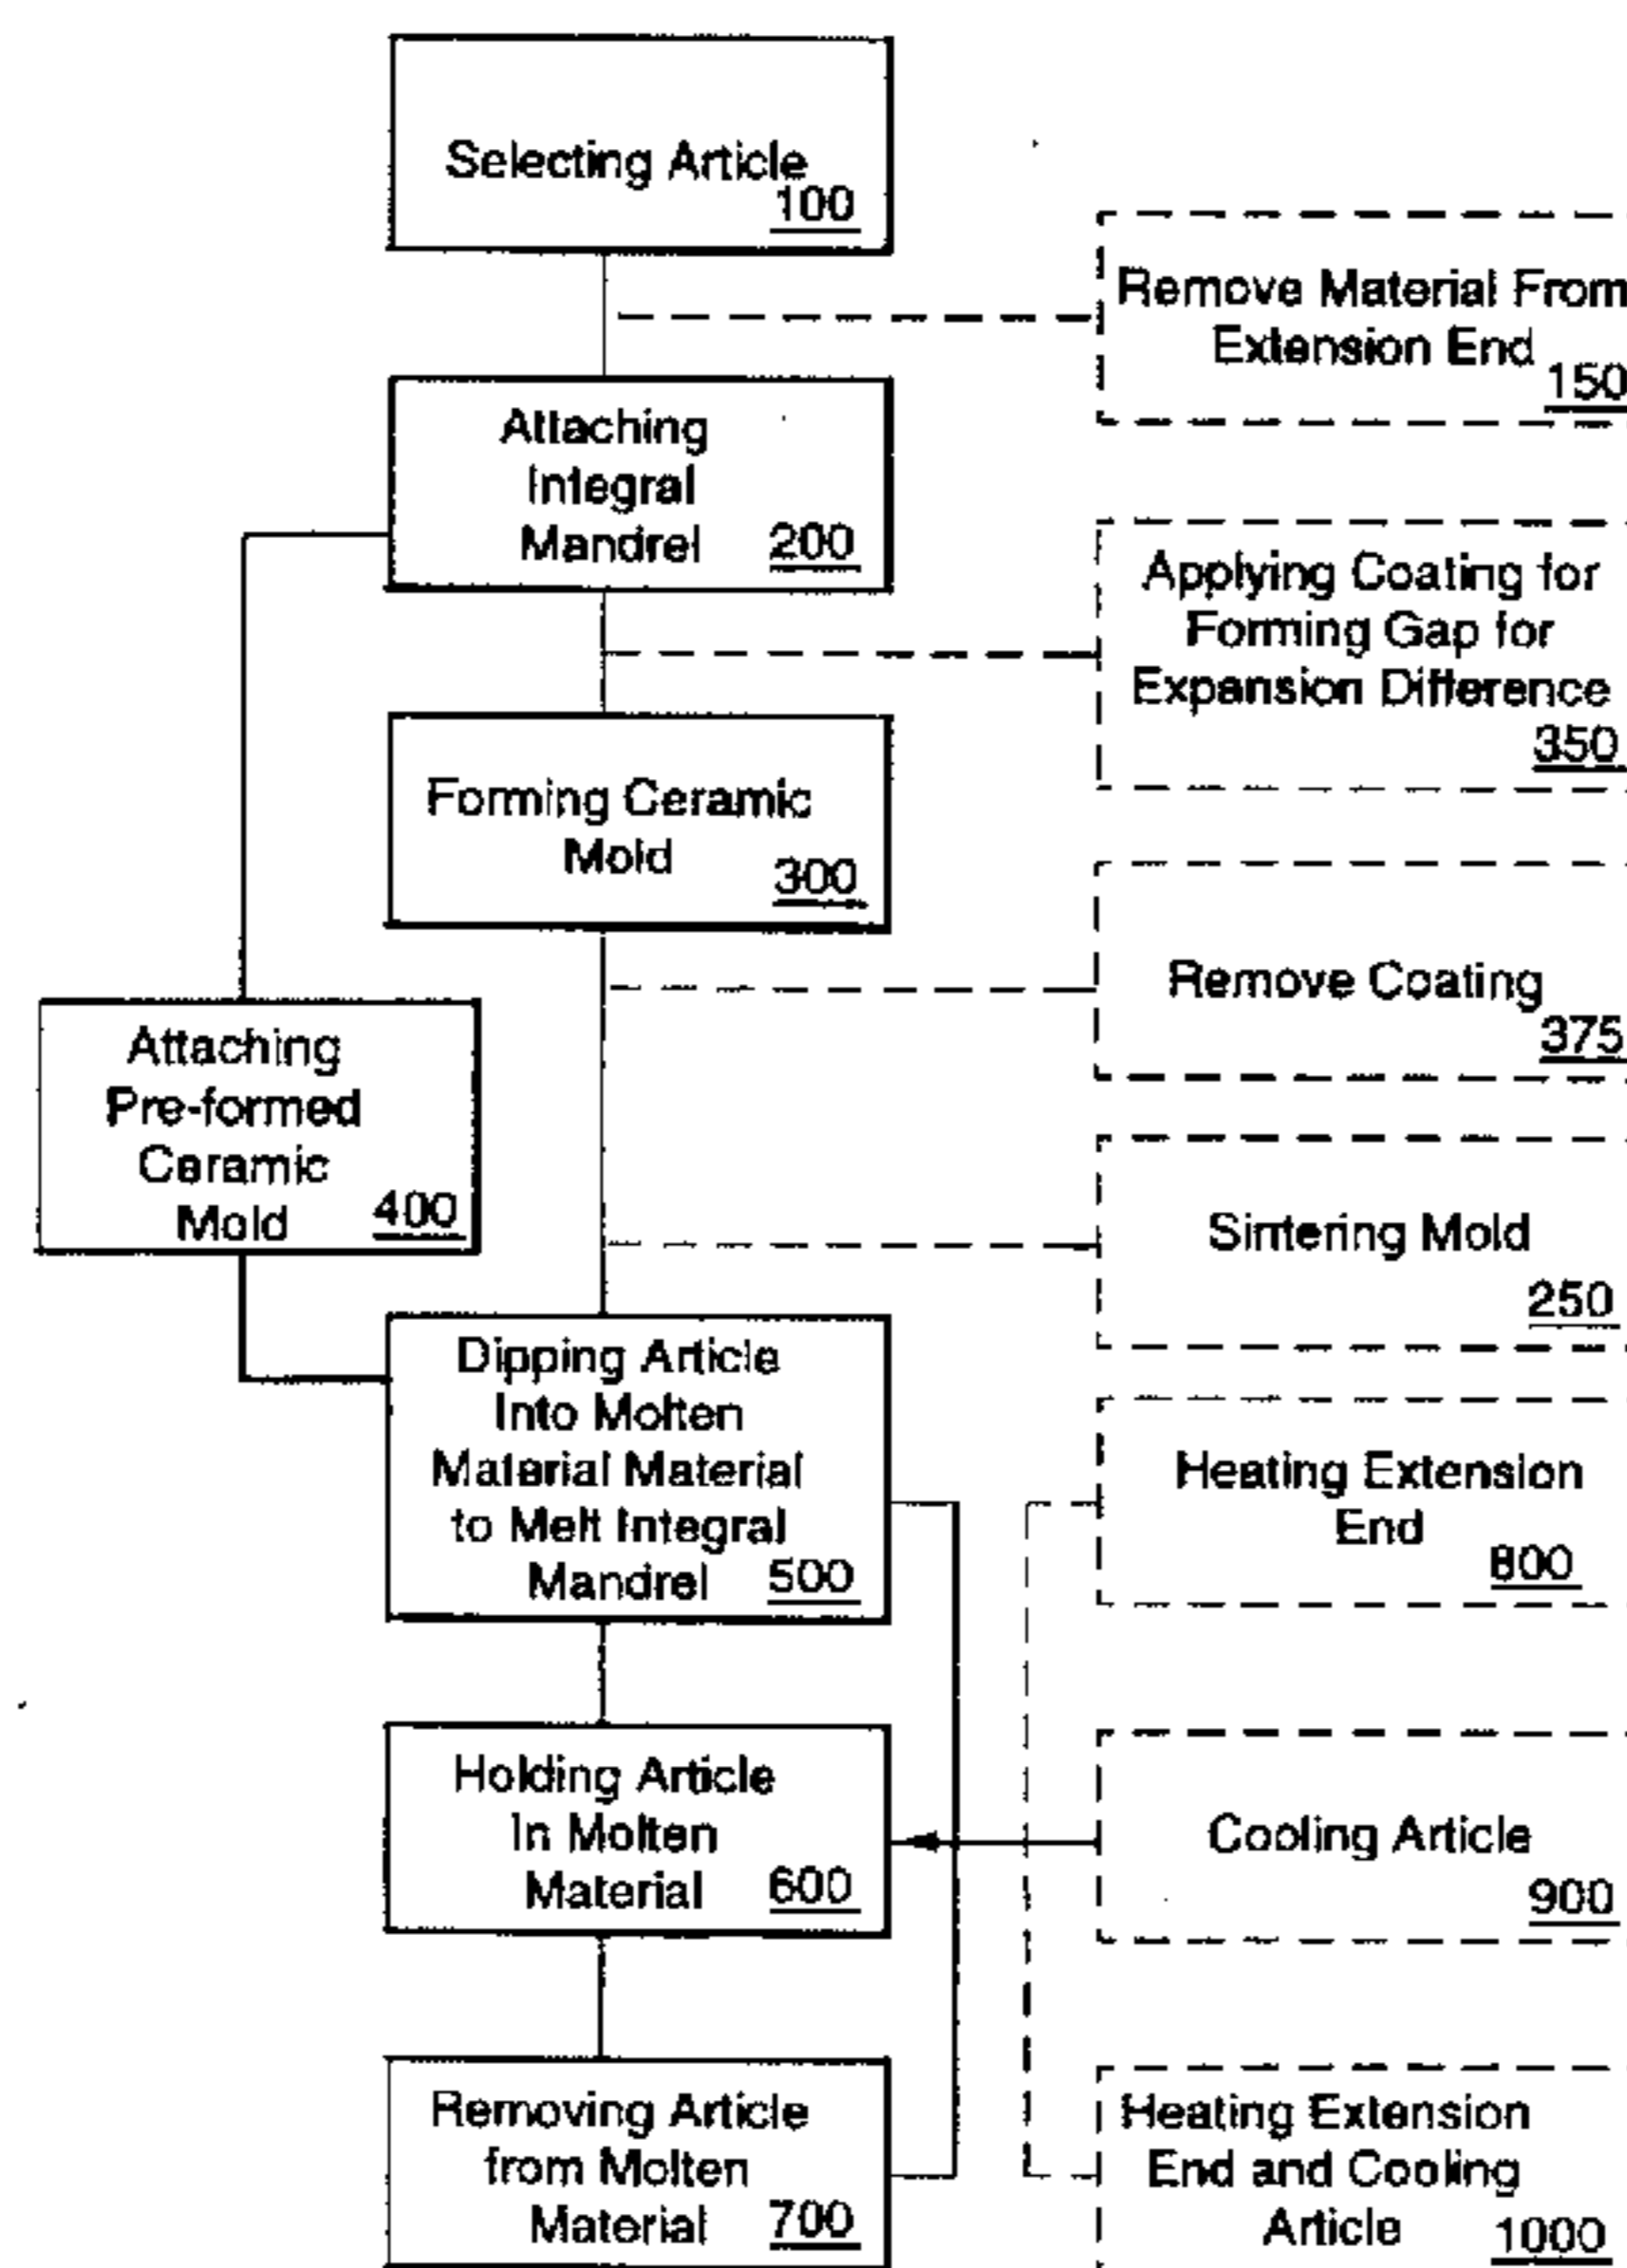 Selecting Article
100
Remove Material From
Extension End
150
Attaching
Integral
Mandrel 200
Applying Coating for
Forming Gap for
Expansion Difference
350
Forming Ceramic
Mold
300
Remove Coating
375
Attaching
Pre-formed
Ceramic
Mold 400
Sintering Mold
250
Dipping Article
Into Molten
Material Material
to Melt Integral
Mandrel 500
Heating Extension
End
800
Holding Article
In Molten
Material 600
Cooling Article
900
Removing Article
from Molten
Material 700
Heating Extension
End and Cooling
Article 1000